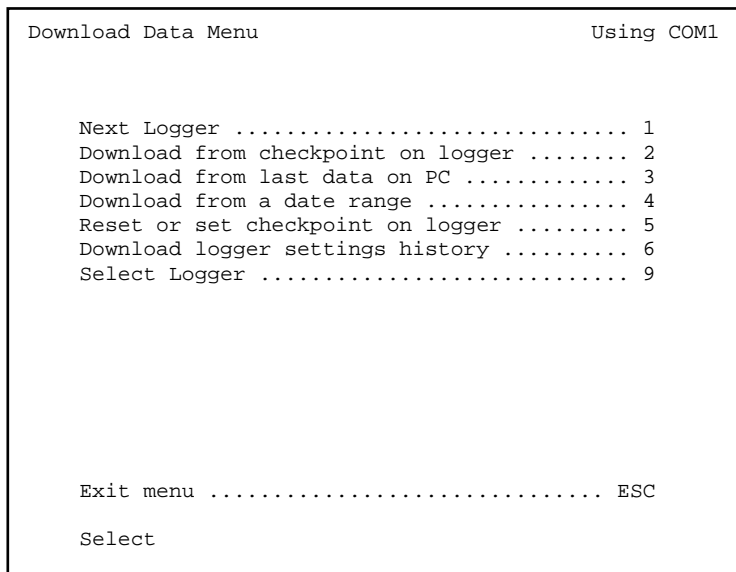 Download Data Menu Using COM1
Next Logger ............................... 1
Download from checkpoint on logger ........ 2
Download from last data on PC ............. 3
Download from a date range ................ 4
Reset or set checkpoint on logger ......... 5
Download logger settings history .......... 6
Select Logger ............................. 9
Exit menu ............................... ESC
Select